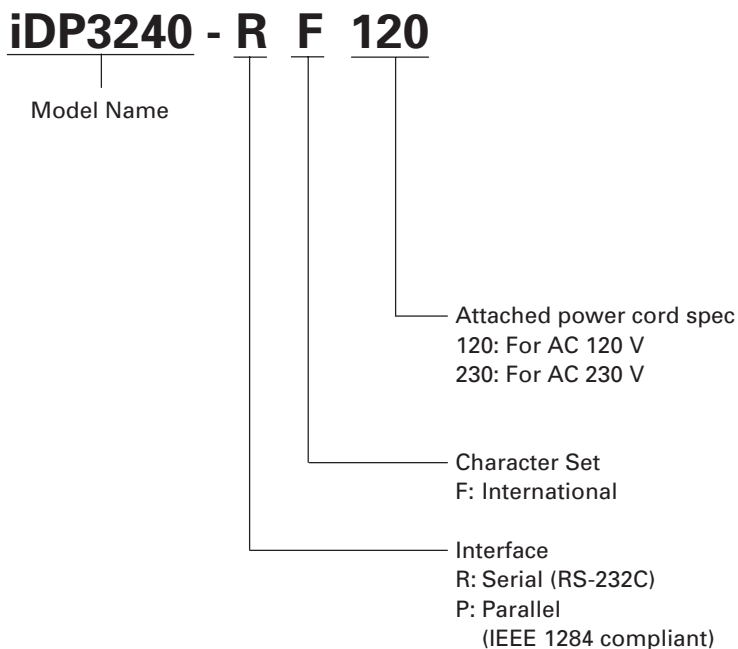 iDP3240 - R F 120
Model Name
Attached power cord spec
120: For AC 120 V
230: For AC 230 V
Character Set
F: International
Interface
R: Serial (RS-232C)
P: Parallel
(IEEE 1284 compliant)